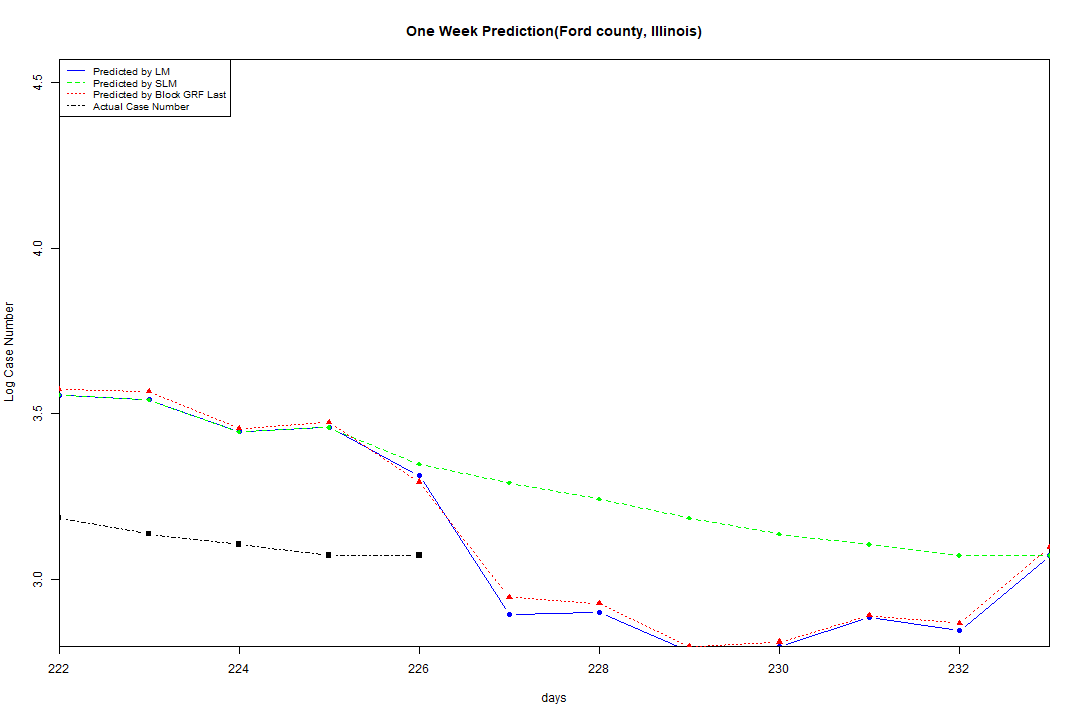 One Week Prediction(Ford county, Illinois)
Predicted by LM
Predicted by SLM
Predicted by Block GRF Last
Actual Case Number
4.5
4.0
3.5
3.0
Log Case Number
222 224 226 228 230 232
days